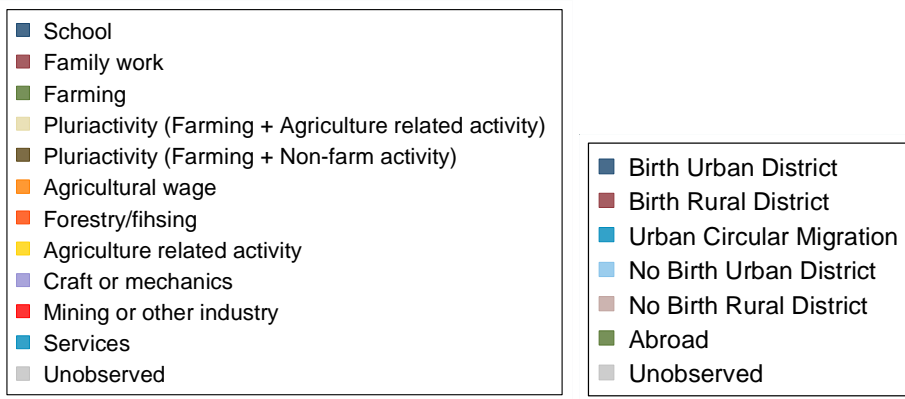 School
Family work
Farming
Pluriactivity (Farming + Agriculture related activity)
Pluriactivity (Farming + Non-farm activity)
Agricultural wage
Forestry/fihsing
Agriculture related activity
Craft or mechanics
Mining or other industry
Services
Unobserved
Birth Urban District
Birth Rural District
Urban Circular Migration
No Birth Urban District
No Birth Rural District
Abroad
Unobserved